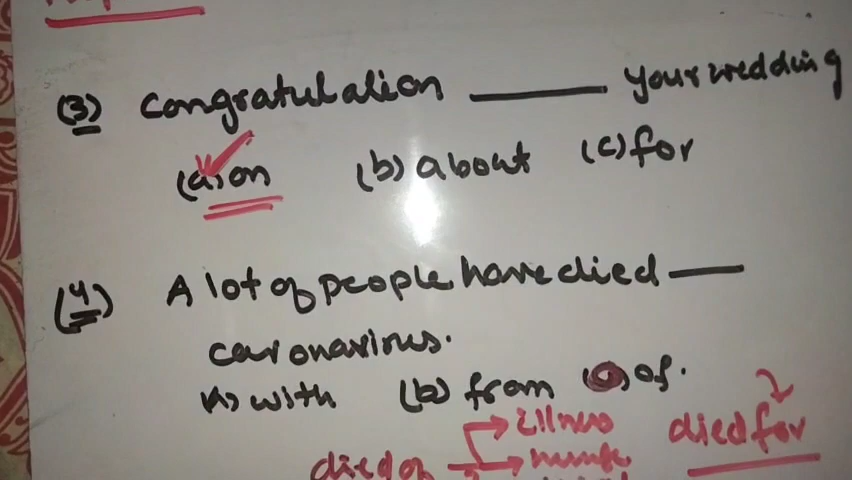 (3) Congratulation ______ your wedding
(a) on (b) about (c) for
(4) A lot of people have died ____
coronavirus.
(a) with (b) from (c) of.
illness
died for
died of